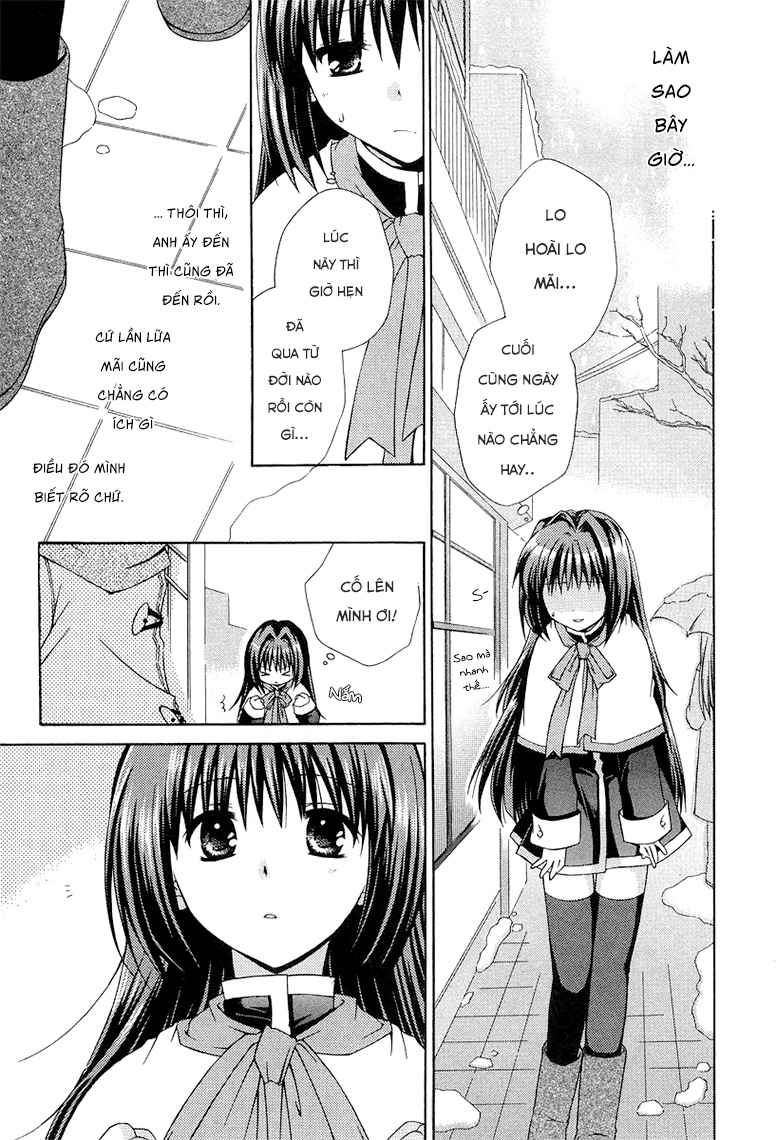 LÀM
SAO
BÂY
GIỜ...
LO
HOÀI LO
MÃI...
CUỐI
CÙNG NGÀY
ẤY TỚI LÚC
NÀO CHẲNG
HAY..
S-
Sao mà
nhanh
thế...
LÚC
NÀY THÌ
GIỜ HẸN
ĐÃ
QUA TỪ
ĐỜI NÀO
RỒI CÒN
GÌ...
... THÔI THÌ,
ANH ẤY ĐẾN
THÌ CŨNG ĐÃ
ĐẾN RỒI.
CỨ LẦN LỮA
MÃI CŨNG
CHẲNG CÓ
ÍCH GÌ
ĐIỀU ĐÓ MÌNH
BIẾT RÕ CHỨ.
CỐ LÊN
MÌNH ƠI!
Nắm